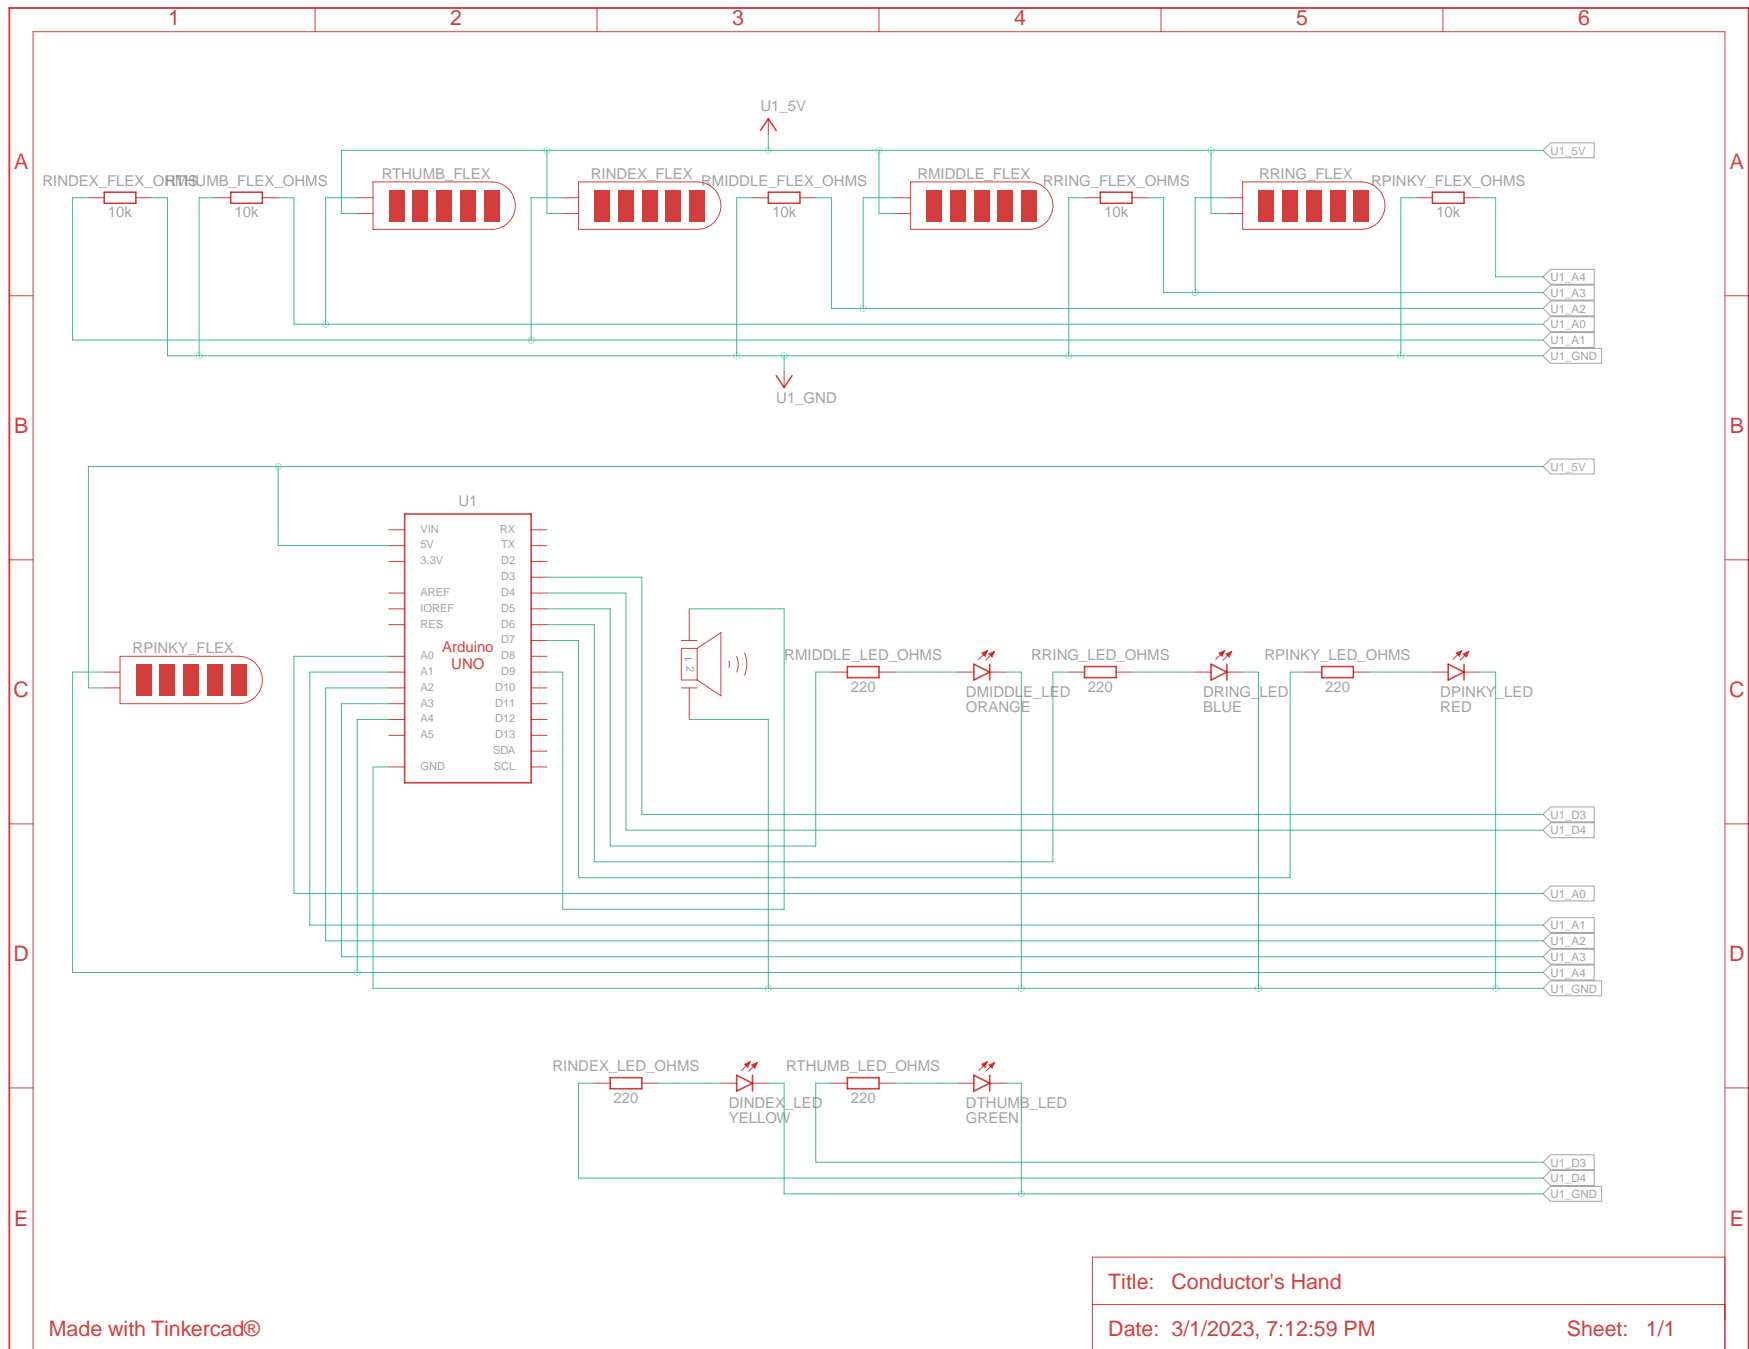 1 2 3 4 5 6
U1_5V
A A
U1_5V
RINDEX_FLEX_OHMS RTHUMB_FLEX_OHMS RTHUMB_FLEX RINDEX_FLEX RMIDDLE_FLEX_OHMS RMIDDLE_FLEX RRING_FLEX_OHMS RRING_FLEX RPINKY_FLEX_OHMS
10k 10k 10k 10k 10k
U1_A4
U1_A3
U1_A2
U1_A0
U1_A1
U1_GND
U1_GND
B B
U1_5V
U1
VIN RX
5V TX
3.3V D2
D3
AREF D4
IOREF D5
RES D6
D7
Arduino
UNO
A0 D8
A1 D9
A2 D10
A3 D11
A4 D12
A5 D13
SDA
GND SCL
RPINKY_FLEX
1 2
RMIDDLE_LED_OHMS RRING_LED_OHMS RPINKY_LED_OHMS
220 220 220
DMIDDLE_LED DRING_LED DPINKY_LED
ORANGE BLUE RED
C C
U1_D3
U1_D4
U1_A0
U1_A1
U1_A2
U1_A3
U1_A4
U1_GND
D D
RINDEX_LED_OHMS RTHUMB_LED_OHMS
220 220
DINDEX_LED DTHUMB_LED
YELLOW GREEN
U1_D3
U1_D4
U1_GND
E E
Title: Conductor's Hand
Made with Tinkercad®
Date: 3/1/2023, 7:12:59 PM Sheet: 1/1